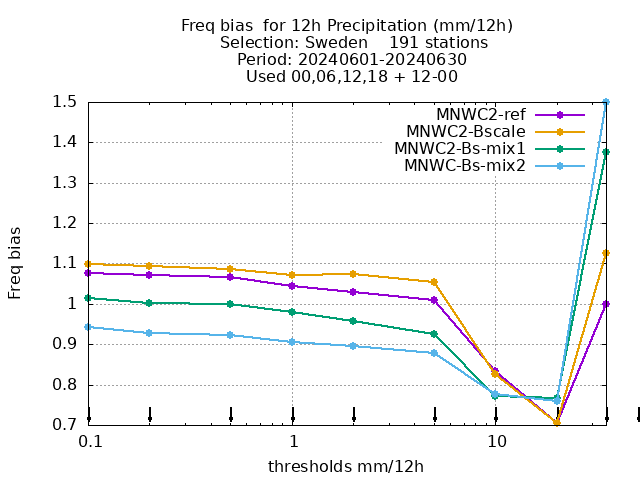 Freq bias  for 12h Precipitation (mm/12h)
Selection: Sweden    191 stations
Period: 20240601-20240630
Used 00,06,12,18 + 12-00
MNWC2-ref
MNWC2-Bscale
MNWC2-Bs-mix1
MNWC-Bs-mix2
Freq bias
1.5
1.4
1.3
1.2
1.1
1
0.9
0.8
0.7
0.1
1
10
thresholds mm/12h